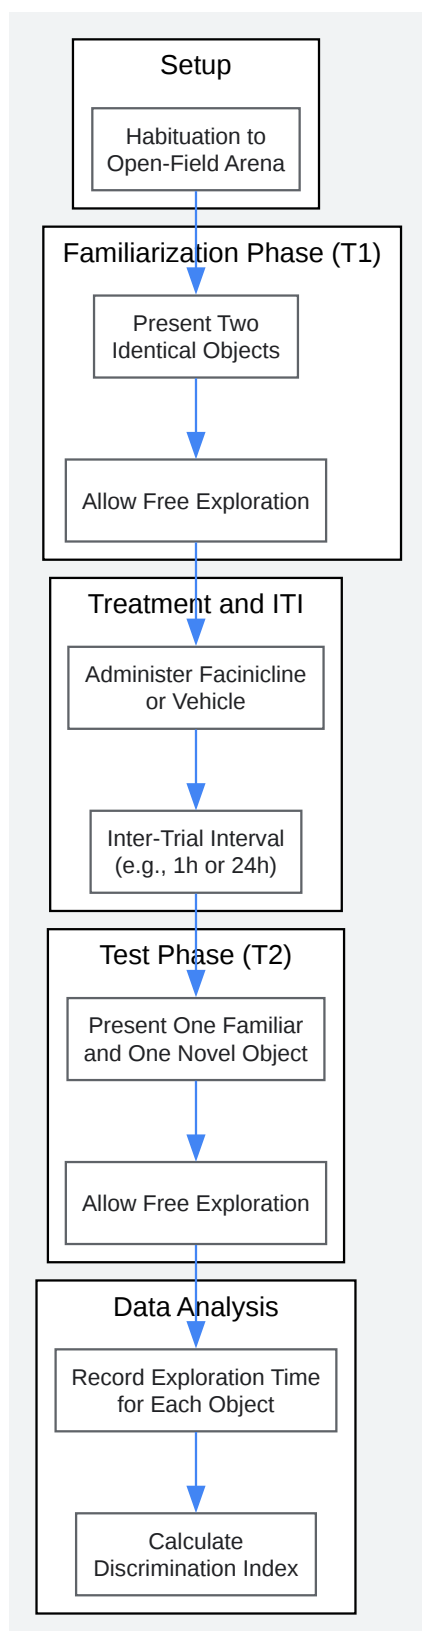 Setup
Habituation to
Open-Field Arena
Familiarization Phase (T1)
Present Two
Identical Objects
Allow Free Exploration
Treatment and ITI
Administer Facinicline
or Vehicle
Inter-Trial Interval
(e.g., 1h or 24h)
Test Phase (T2)
Present One Familiar
and One Novel Object
Allow Free Exploration
Data Analysis
Record Exploration Time
for Each Object
Calculate
Discrimination Index